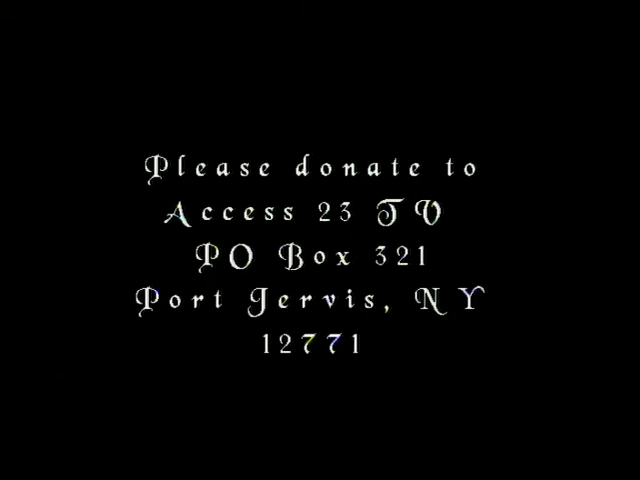 Please donate to
Access 23 TV
PO Box 321
Port Jervis, NY
12771